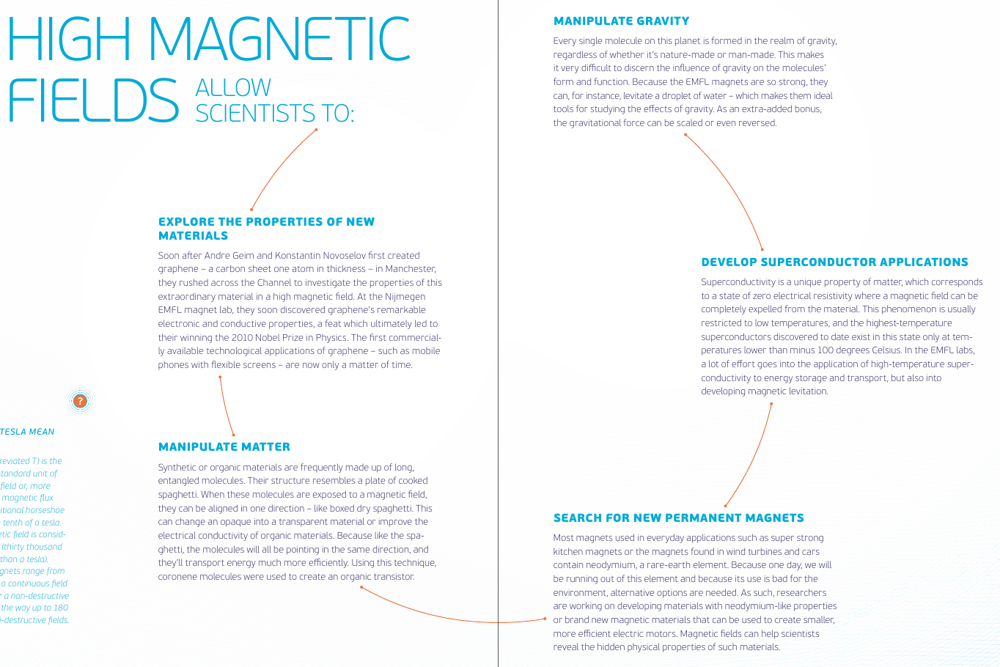 HIGH MAGNETIC
FIELDS ALLOW
SCIENTISTS TO:
EXPLORE THE PROPERTIES OF NEW
MATERIALS
Soon after Andre Geim and Konstantin Novoselov first created
graphene – a carbon sheet one atom in thickness – in Manchester,
they rushed across the Channel to investigate the properties of this
extraordinary material in a high magnetic field. At the Nijmegen
EMFL magnet lab, they soon discovered graphene's remarkable
electronic and conductive properties, a feat which ultimately led to
their winning the 2010 Nobel Prize in Physics. The first commercial-
ly available technological applications of graphene – such as mobile
phones with flexible screens – are now only a matter of time.
?
TESLA MEAN
reviated T) is the
standard unit of
field or, more
magnetic flux
itional horseshoe
tenth of a tesla.
etic field is consid-
(thirty thousand
than a tesla).
gnets range from
a continuous field
r a non-destructive
the way up to 180
i-destructive fields.
MANIPULATE MATTER
Synthetic or organic materials are frequently made up of long,
entangled molecules. Their structure resembles a plate of cooked
spaghetti. When these molecules are exposed to a magnetic field,
they can be aligned in one direction – like boxed dry spaghetti. This
can change an opaque into a transparent material or improve the
electrical conductivity of organic materials. Because like the spa-
ghetti, the molecules will all be pointing in the same direction, and
they'll transport energy much more efficiently. Using this technique,
coronene molecules were used to create an organic transistor.
MANIPULATE GRAVITY
Every single molecule on this planet is formed in the realm of gravity,
regardless of whether it's nature-made or man-made. This makes
it very difficult to discern the influence of gravity on the molecules'
form and function. Because the EMFL magnets are so strong, they
can, for instance, levitate a droplet of water – which makes them ideal
tools for studying the effects of gravity. As an extra-added bonus,
the gravitational force can be scaled or even reversed.
DEVELOP SUPERCONDUCTOR APPLICATIONS
Superconductivity is a unique property of matter, which corresponds
to a state of zero electrical resistivity where a magnetic field can be
completely expelled from the material. This phenomenon is usually
restricted to low temperatures, and the highest-temperature
superconductors discovered to date exist in this state only at tem-
peratures lower than minus 100 degrees Celsius. In the EMFL labs,
a lot of effort goes into the application of high-temperature super-
conductivity to energy storage and transport, but also into
developing magnetic levitation.
SEARCH FOR NEW PERMANENT MAGNETS
Most magnets used in everyday applications such as super strong
kitchen magnets or the magnets found in wind turbines and cars
contain neodymium, a rare-earth element. Because one day, we will
be running out of this element and because its use is bad for the
environment, alternative options are needed. As such, researchers
are working on developing materials with neodymium-like properties
or brand new magnetic materials that can be used to create smaller,
more efficient electric motors. Magnetic fields can help scientists
reveal the hidden physical properties of such materials.